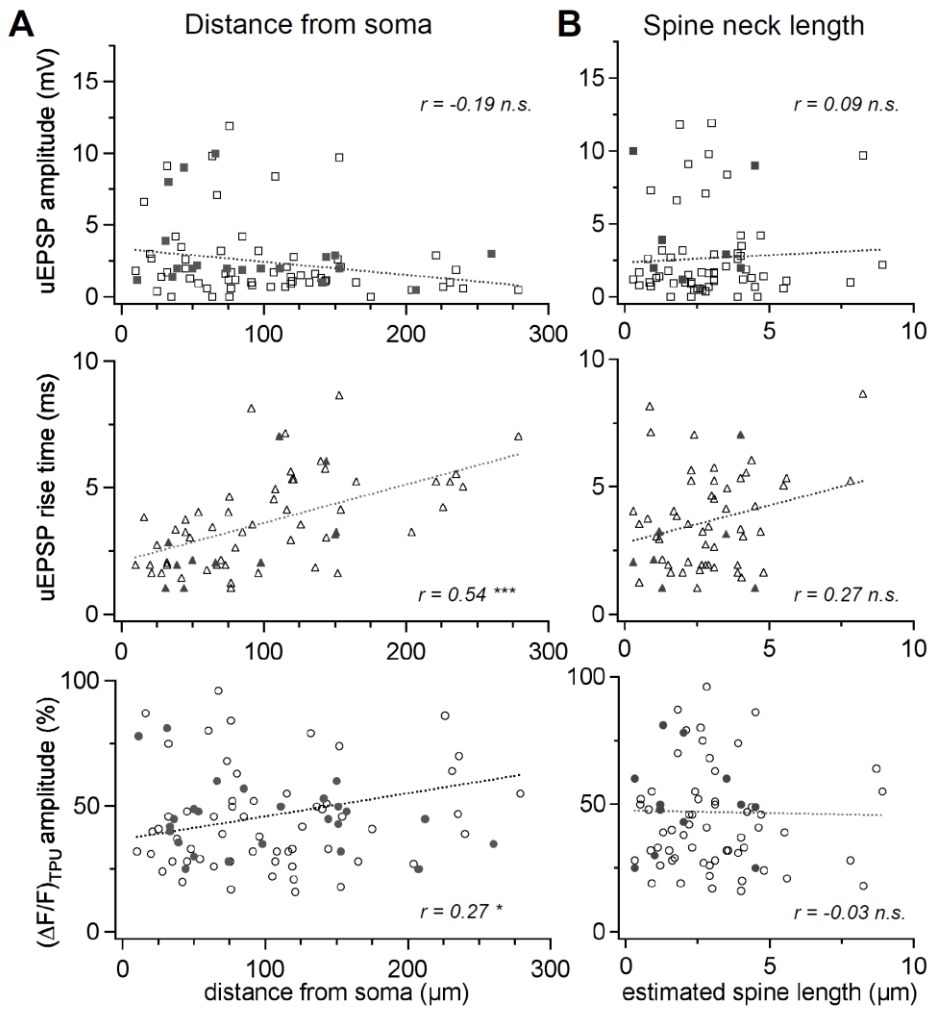 A
Distance from soma
B
Spine neck length
uEPSP amplitude (mV)
15
10
5
0
r = -0.19 n.s.
0
100
200
300
15
10
5
0
r = 0.09 n.s.
0
5
10
uEPSP rise time (ms)
10
5
0
r = 0.54 ***
0
100
200
300
10
5
0
r = 0.27 n.s.
0
5
10
(ΔF/F)TPU amplitude (%)
100
50
0
r = 0.27 *
0
100
200
300
distance from soma (μm)
100
50
0
r = -0.03 n.s.
0
5
10
estimated spine length (μm)